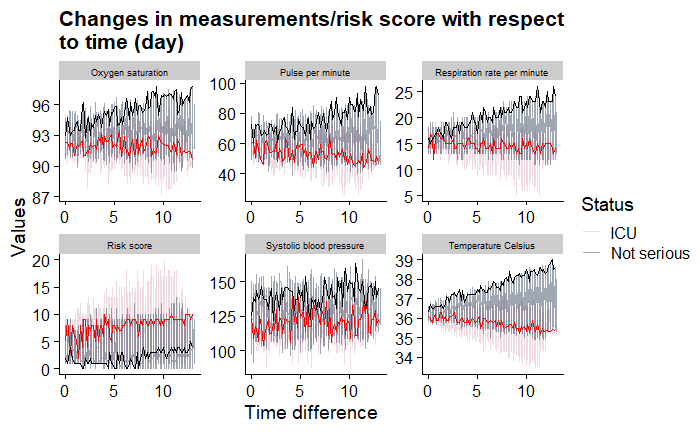 Changes in measurements/risk score with respect
to time (day)
Oxygen saturation
Pulse per minute
Respiration rate per minute
96
93
90
87
0 5 10
100
80
60
40
0 5 10
25
20
15
10
5
0 5 10
Values
Status
ICU
Not serious
Risk score
Systolic blood pressure
Temperature Celsius
20
15
10
5
0
0 5 10
150
125
100
0 5 10
39
38
37
36
35
34
0 5 10
Time difference